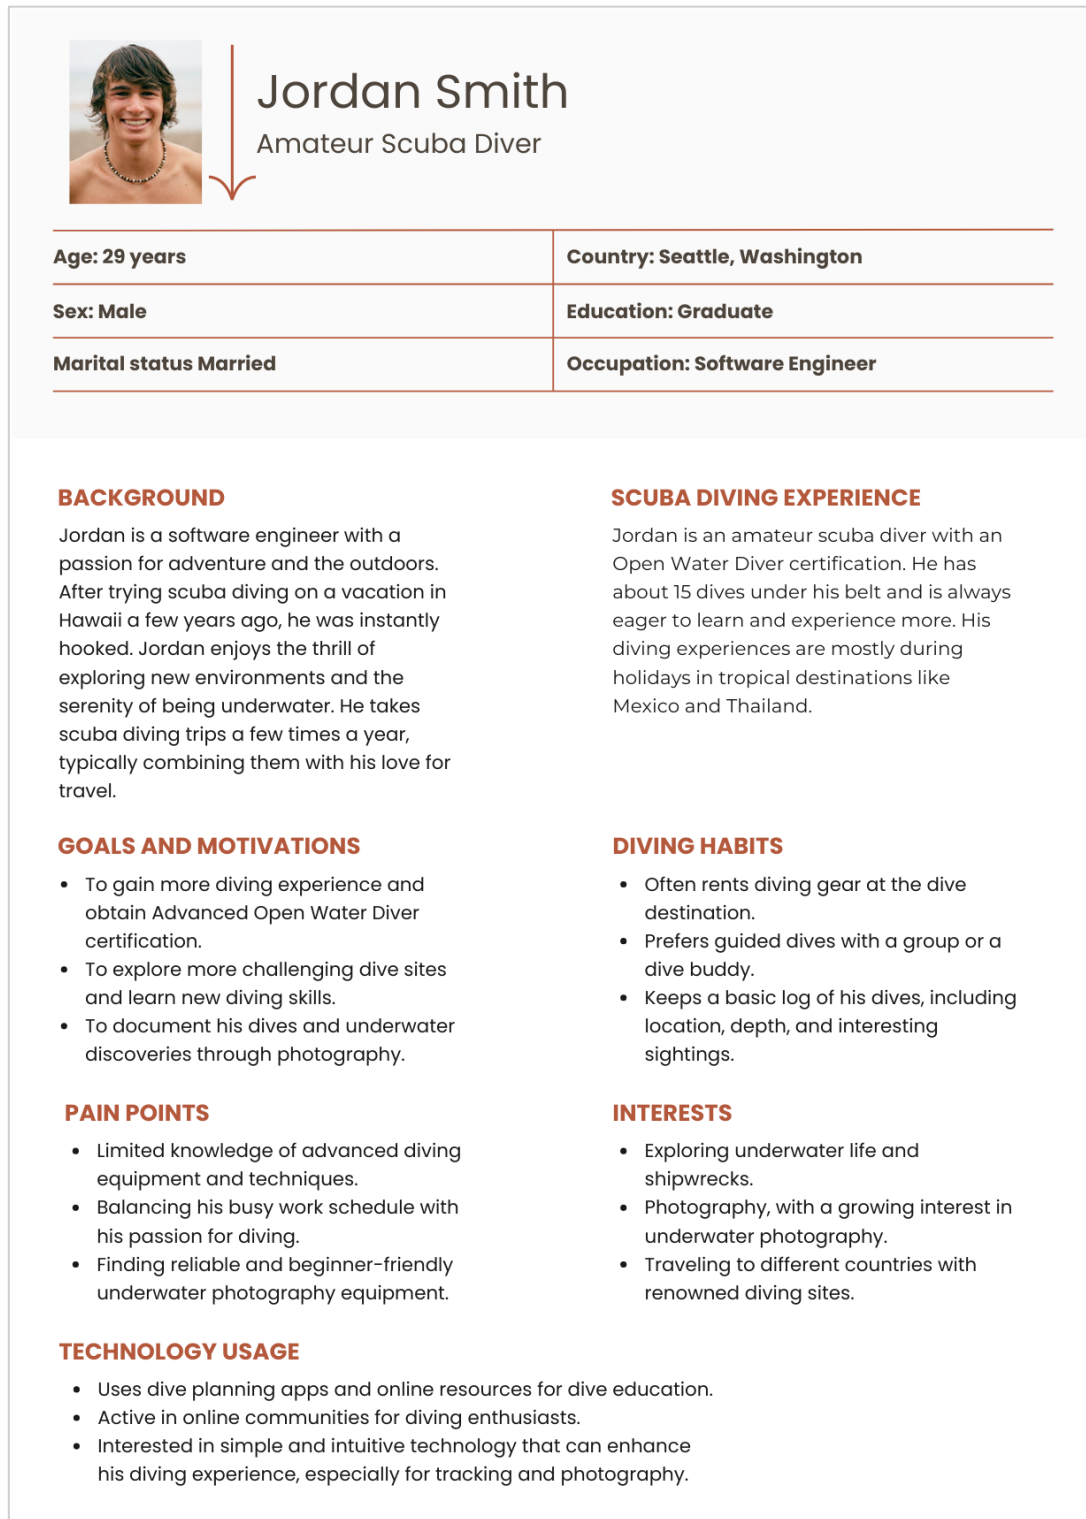 Jordan Smith
Amateur Scuba Diver
Age: 29 years
Country: Seattle, Washington
Sex: Male
Education: Graduate
Marital status Married
Occupation: Software Engineer
BACKGROUND
Jordan is a software engineer with a
passion for adventure and the outdoors.
After trying scuba diving on a vacation in
Hawaii a few years ago, he was instantly
hooked. Jordan enjoys the thrill of
exploring new environments and the
serenity of being underwater. He takes
scuba diving trips a few times a year,
typically combining them with his love for
travel.
SCUBA DIVING EXPERIENCE
Jordan is an amateur scuba diver with an
Open Water Diver certification. He has
about 15 dives under his belt and is always
eager to learn and experience more. His
diving experiences are mostly during
holidays in tropical destinations like
Mexico and Thailand.
GOALS AND MOTIVATIONS
• To gain more diving experience and
obtain Advanced Open Water Diver
certification.
• To explore more challenging dive sites
and learn new diving skills.
• To document his dives and underwater
discoveries through photography.
DIVING HABITS
• Often rents diving gear at the dive
destination.
• Prefers guided dives with a group or a
dive buddy.
• Keeps a basic log of his dives, including
location, depth, and interesting
sightings.
PAIN POINTS
• Limited knowledge of advanced diving
equipment and techniques.
• Balancing his busy work schedule with
his passion for diving.
• Finding reliable and beginner-friendly
underwater photography equipment.
INTERESTS
• Exploring underwater life and
shipwrecks.
• Photography, with a growing interest in
underwater photography.
• Traveling to different countries with
renowned diving sites.
TECHNOLOGY USAGE
• Uses dive planning apps and online resources for dive education.
• Active in online communities for diving enthusiasts.
• Interested in simple and intuitive technology that can enhance
his diving experience, especially for tracking and photography.